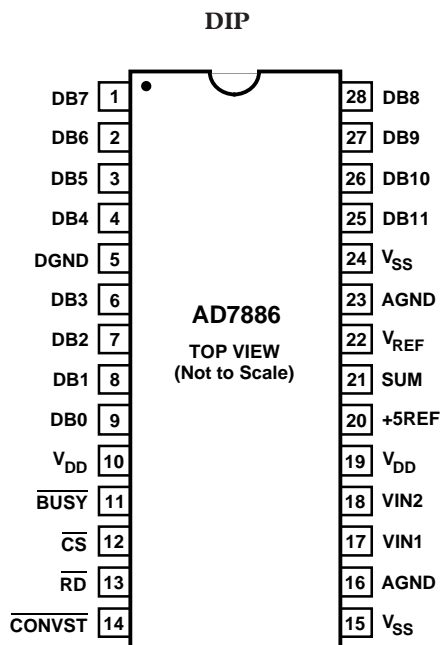 DIP
DB7 1 28 DB8
DB6 2 27 DB9
DB5 3 26 DB10
DB4 4 25 DB11
DGND 5 24 VSS
DB3 6 23 AGND
AD7886
DB2 7 22 VREF
TOP VIEW
(Not to Scale)
DB1 8 21 SUM
DB0 9 20 +5REF
VDD 10 19 VDD
BUSY 11 18 VIN2
CS 12 17 VIN1
RD 13 16 AGND
CONVST 14 15 VSS